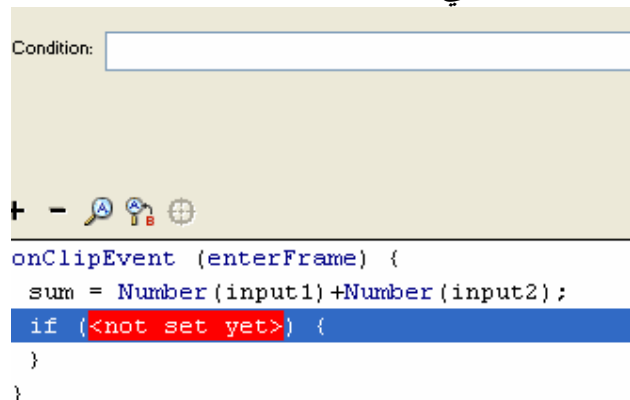 Condition:
+ -
onClipEvent (enterFrame) {
sum = Number(input1)+Number(input2);
if (<not set yet>) {
}
}